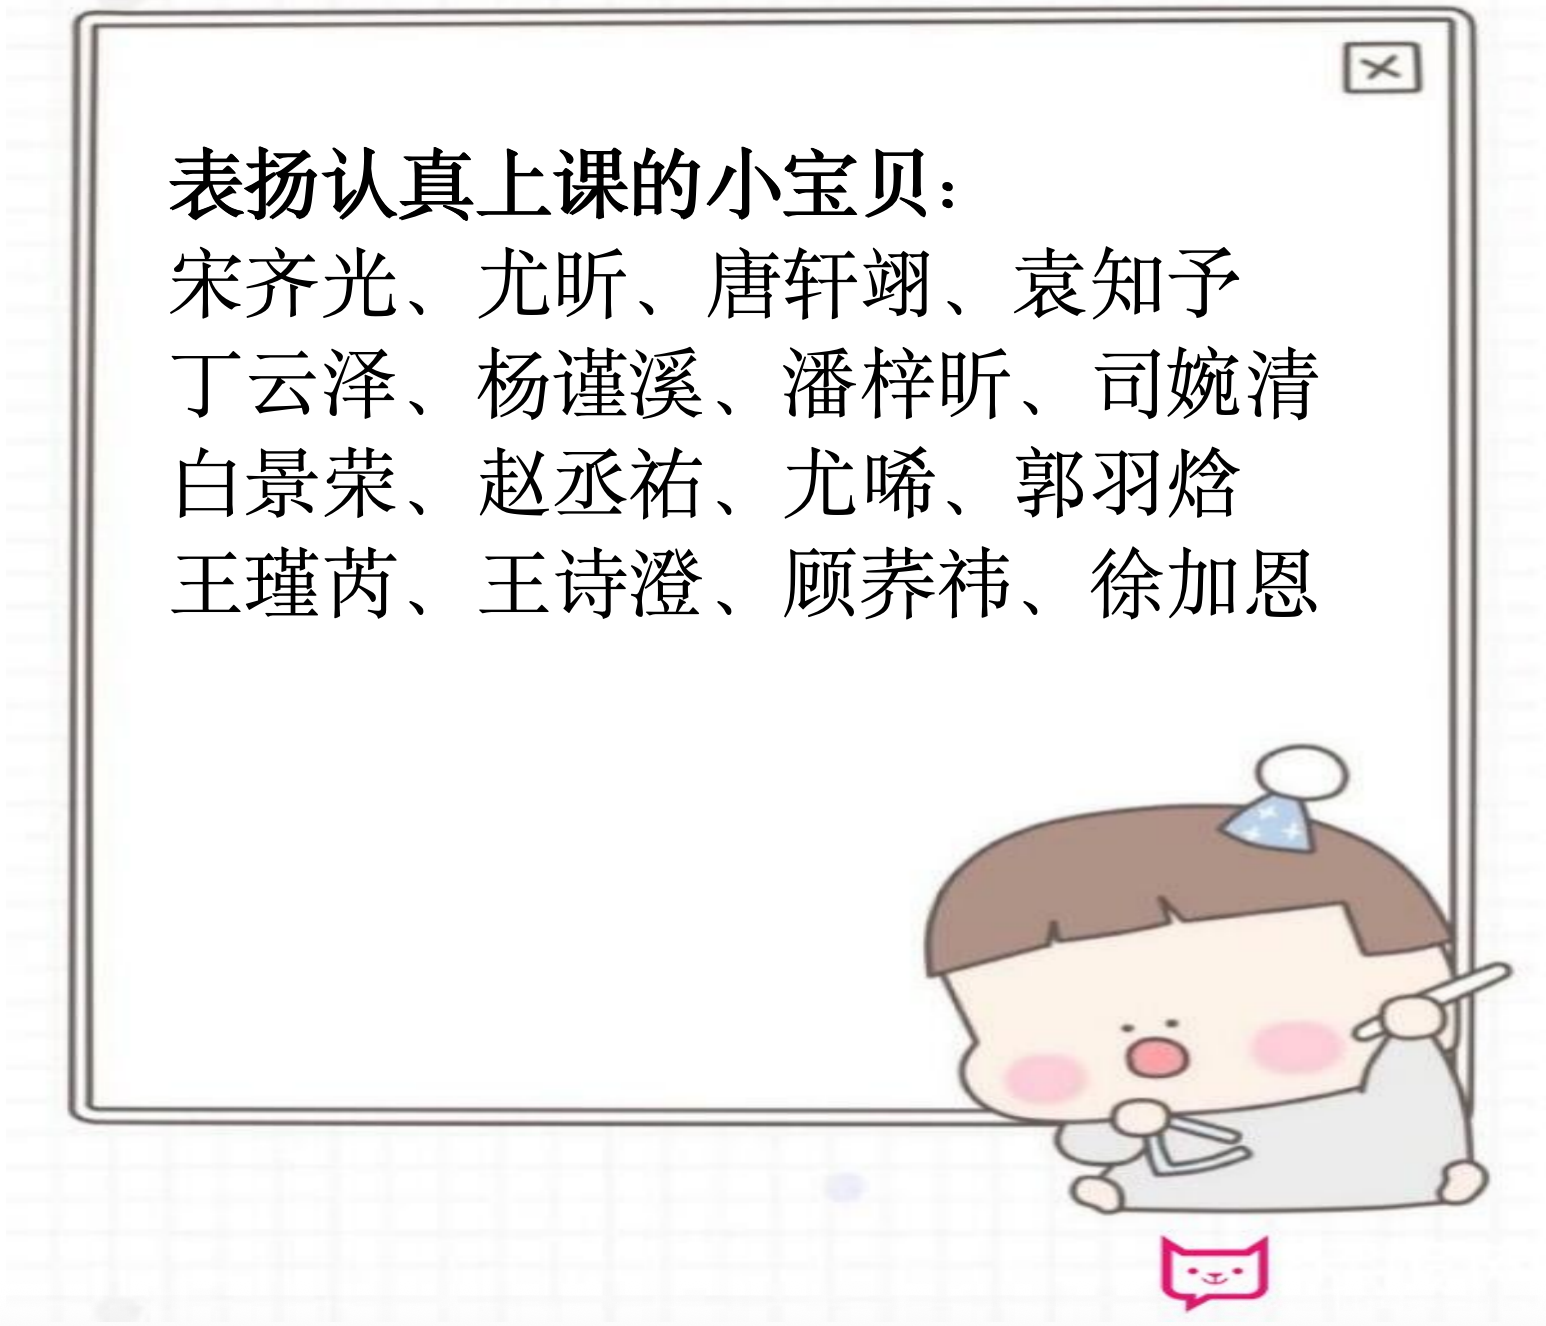 表扬认真上课的小宝贝：
宋齐光、尤昕、唐轩翊、袁知予
丁云泽、杨谨溪、潘梓昕、司婉清
白景荣、赵丞祐、尤唏、郭羽焓
王瑾芮、王诗澄、顾荞祎、徐加恩